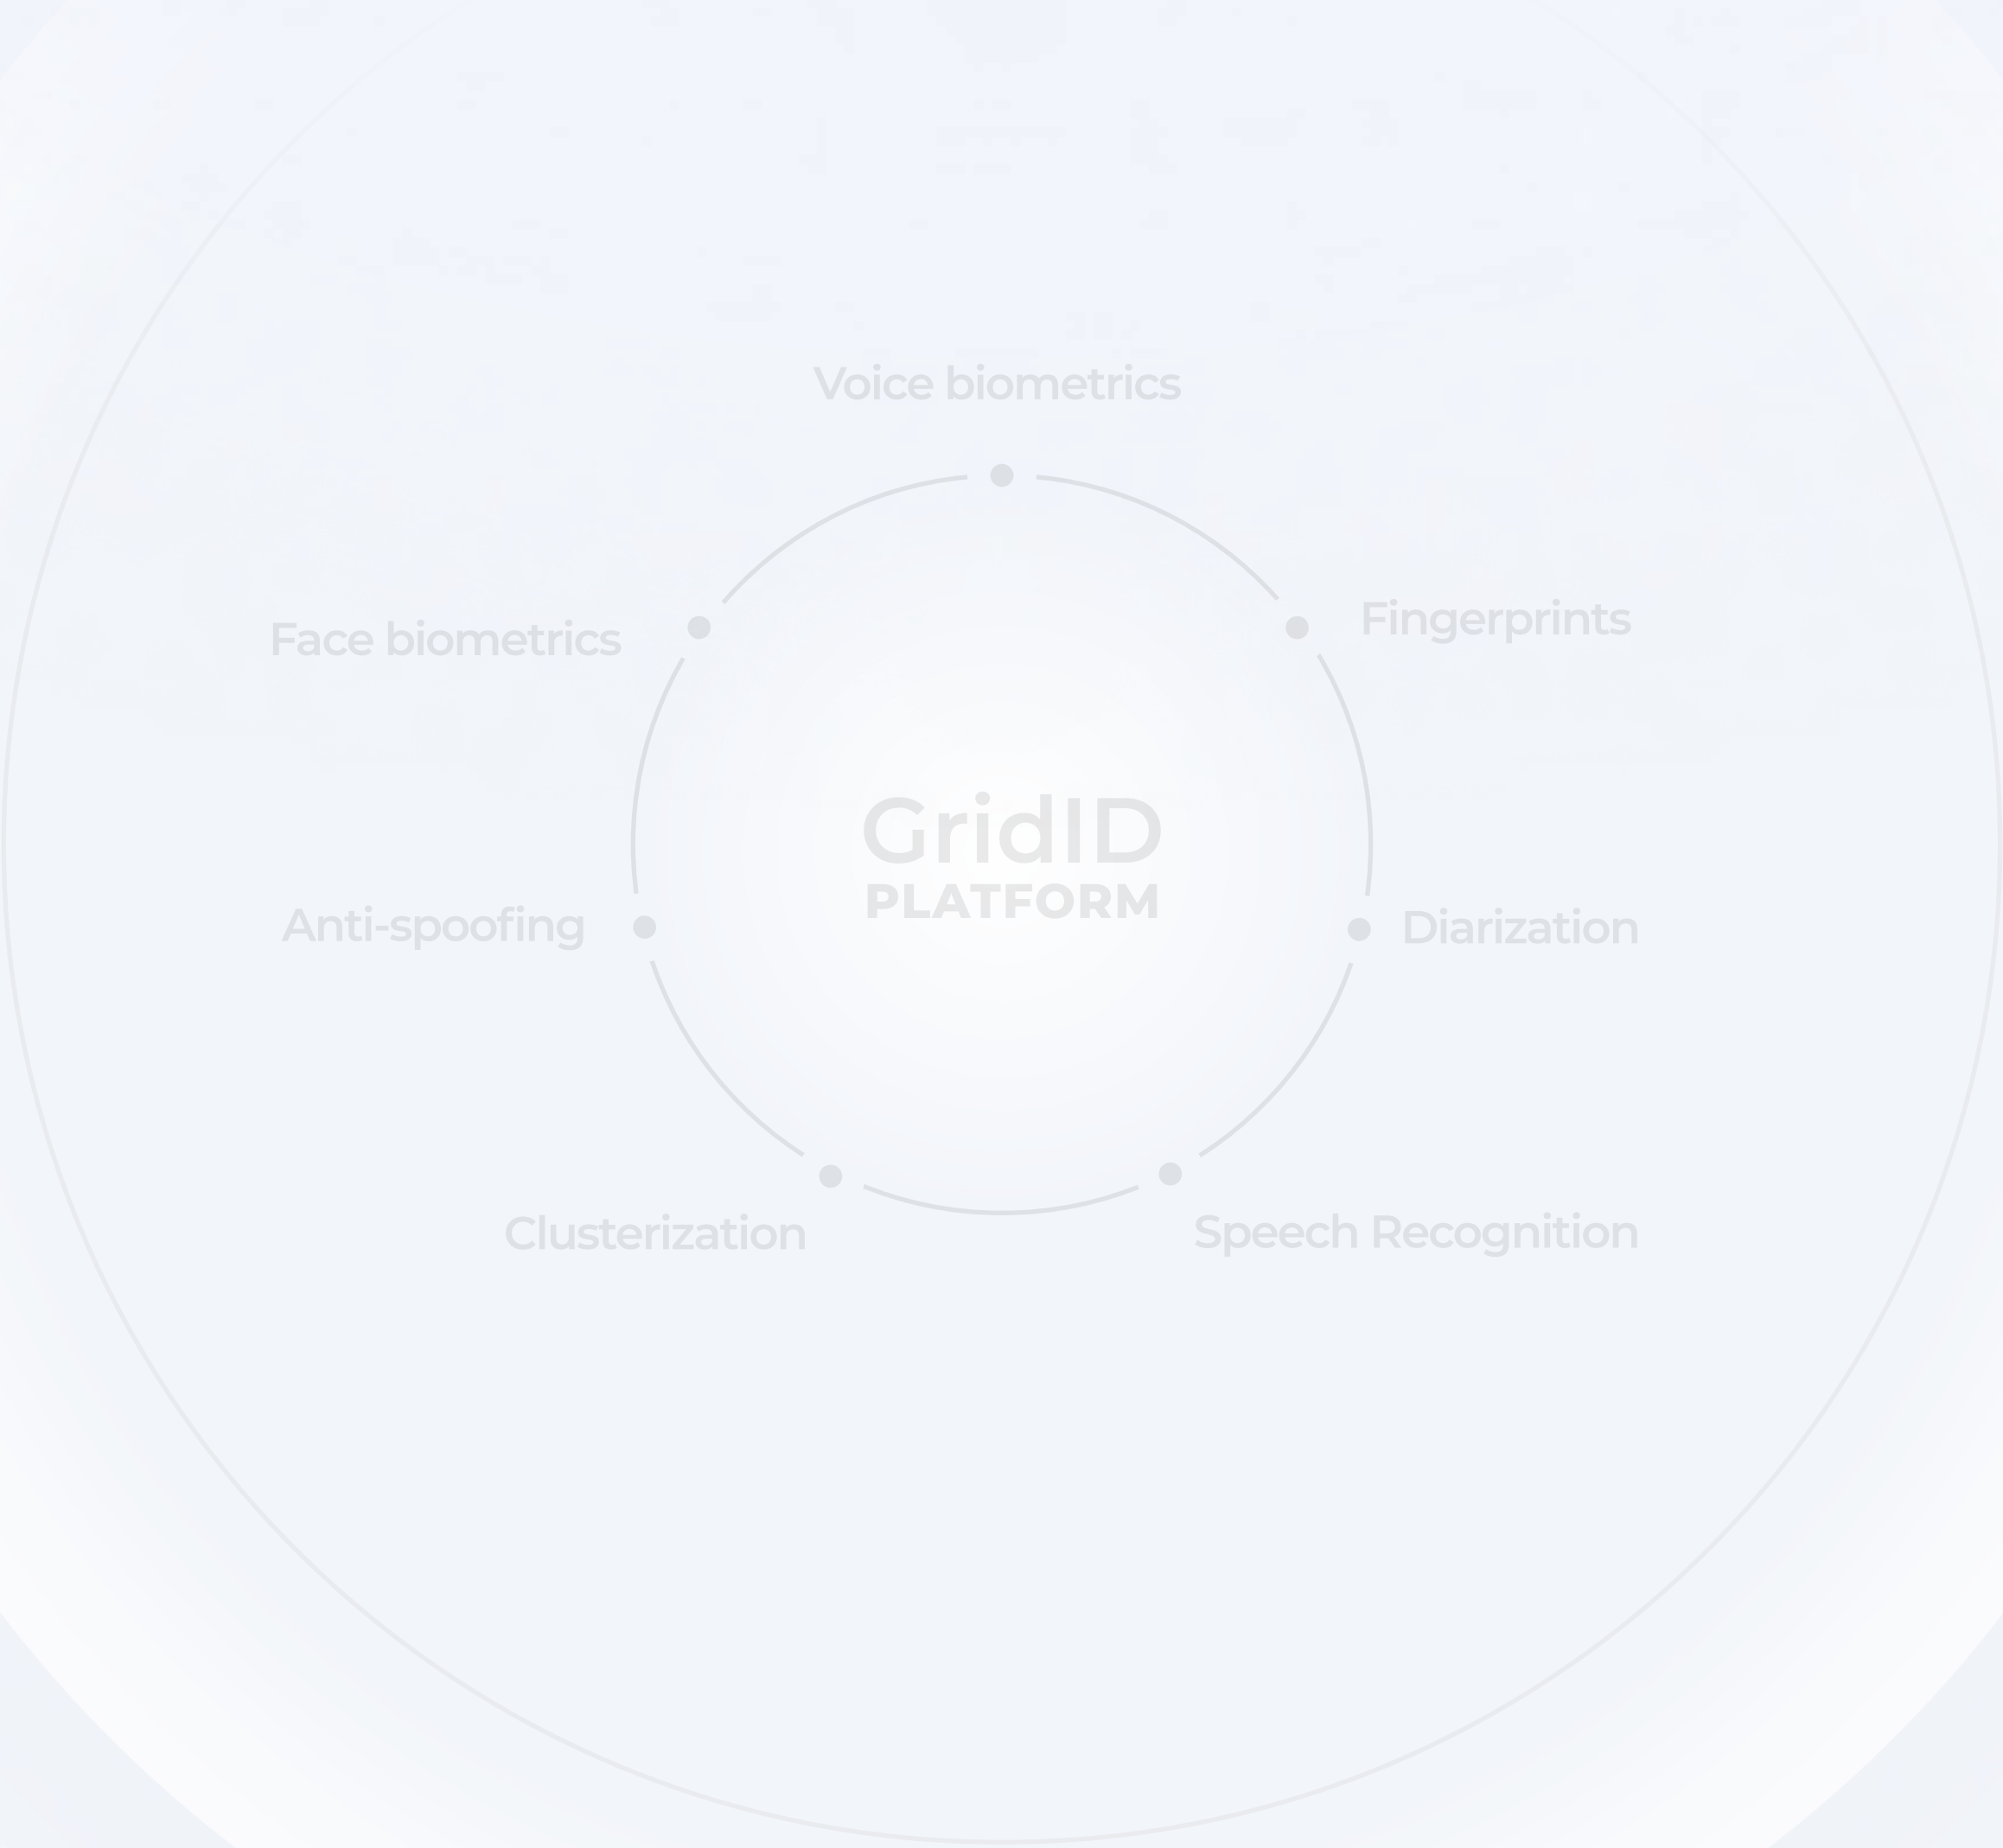 Voice biometrics
Fingerprints
Face biometrics
GridID
PLATFORM
Anti-spoofing
Diarization
Clusterization
Speech Recognition